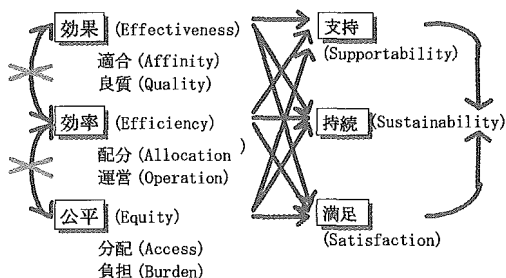 効果 (Effectiveness)
適合 (Affinity)
良質 (Quality)
効率 (Efficiency)
配分 (Allocation )
運営 (Operation)
公平 (Equity)
分配 (Access)
負担 (Burden)
支持
(Supportability)
持続 (Sustainability)
満足
(Satisfaction)